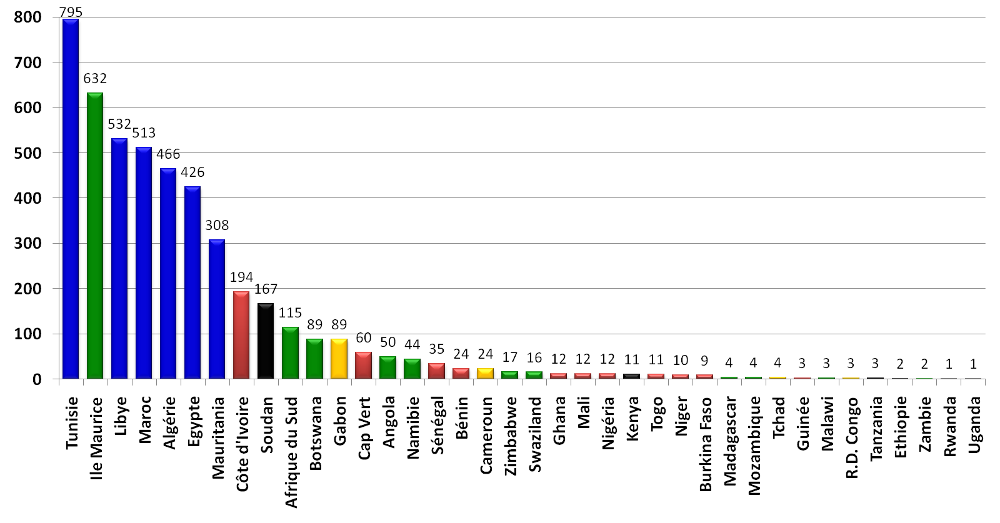 800
700
600
500
400
300
200
100
0
795
632
532
513
466
426
308
194
167
115
89
89
60
50
44
35
24
24
17
16
12
12
12
11
11
10
9
4
4
4
3
3
3
3
2
2
1
1
Tunisie
Ile Maurice
Libye
Maroc
Algérie
Egypte
Mauritania
Côte d'Ivoire
Soudan
Afrique du Sud
Botswana
Gabon
Cap Vert
Angola
Namibie
Sénégal
Bénin
Cameroun
Zimbabwe
Swaziland
Ghana
Mali
Nigéria
Kenya
Togo
Niger
Burkina Faso
Madagascar
Mozambique
Tchad
Guinée
Malawi
R.D. Congo
Tanzania
Ethiopie
Zambie
Rwanda
Uganda